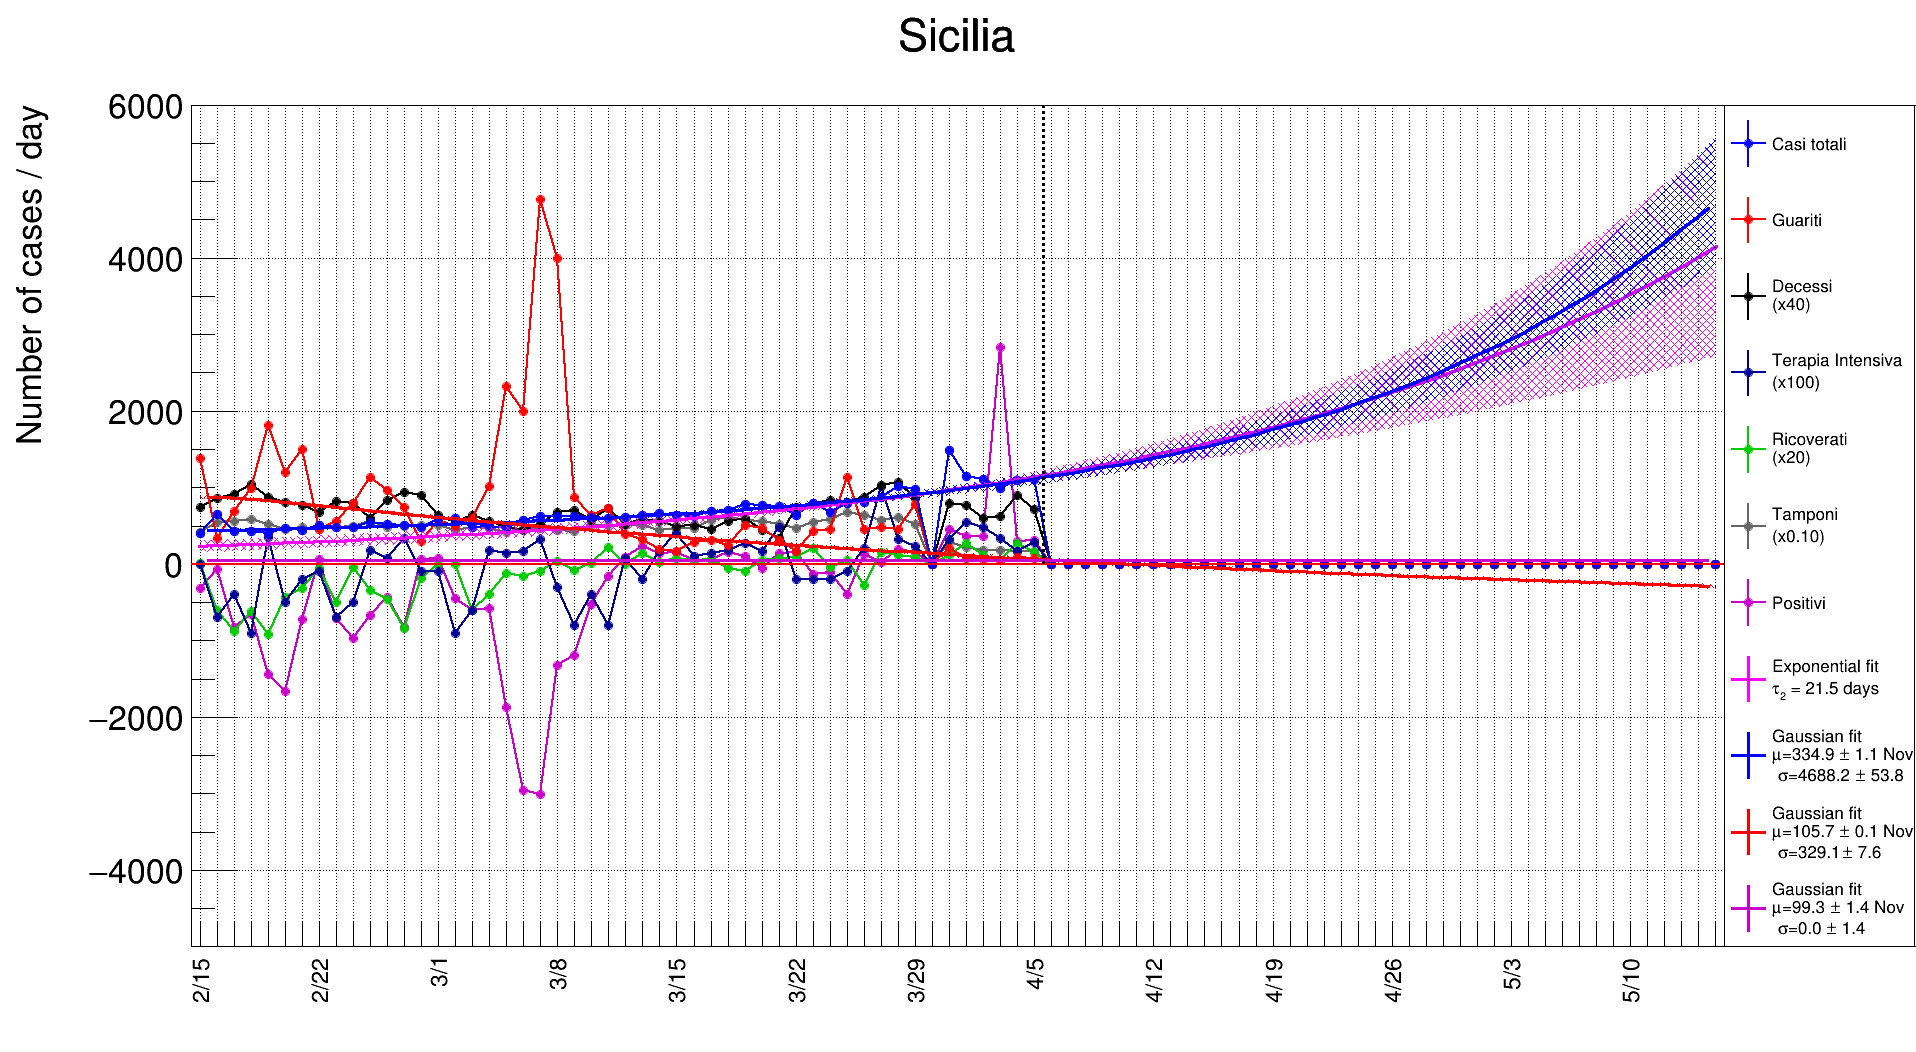 Sicilia
Number of cases / day
6000
4000
2000
0
−2000
−4000
2/15
2/22
3/1
3/8
3/15
3/22
3/29
4/5
4/12
4/19
4/26
5/3
5/10
Casi totali
Guariti
Decessi
(x40)
Terapia Intensiva
(x100)
Ricoverati
(x20)
Tamponi
(x0.10)
Positivi
Exponential fit
τ2 = 21.5 days
Gaussian fit
μ=334.9 ± 1.1 Nov
σ=4688.2 ± 53.8
Gaussian fit
μ=105.7 ± 0.1 Nov
σ=329.1 ± 7.6
Gaussian fit
μ=99.3 ± 1.4 Nov
σ=0.0 ± 1.4